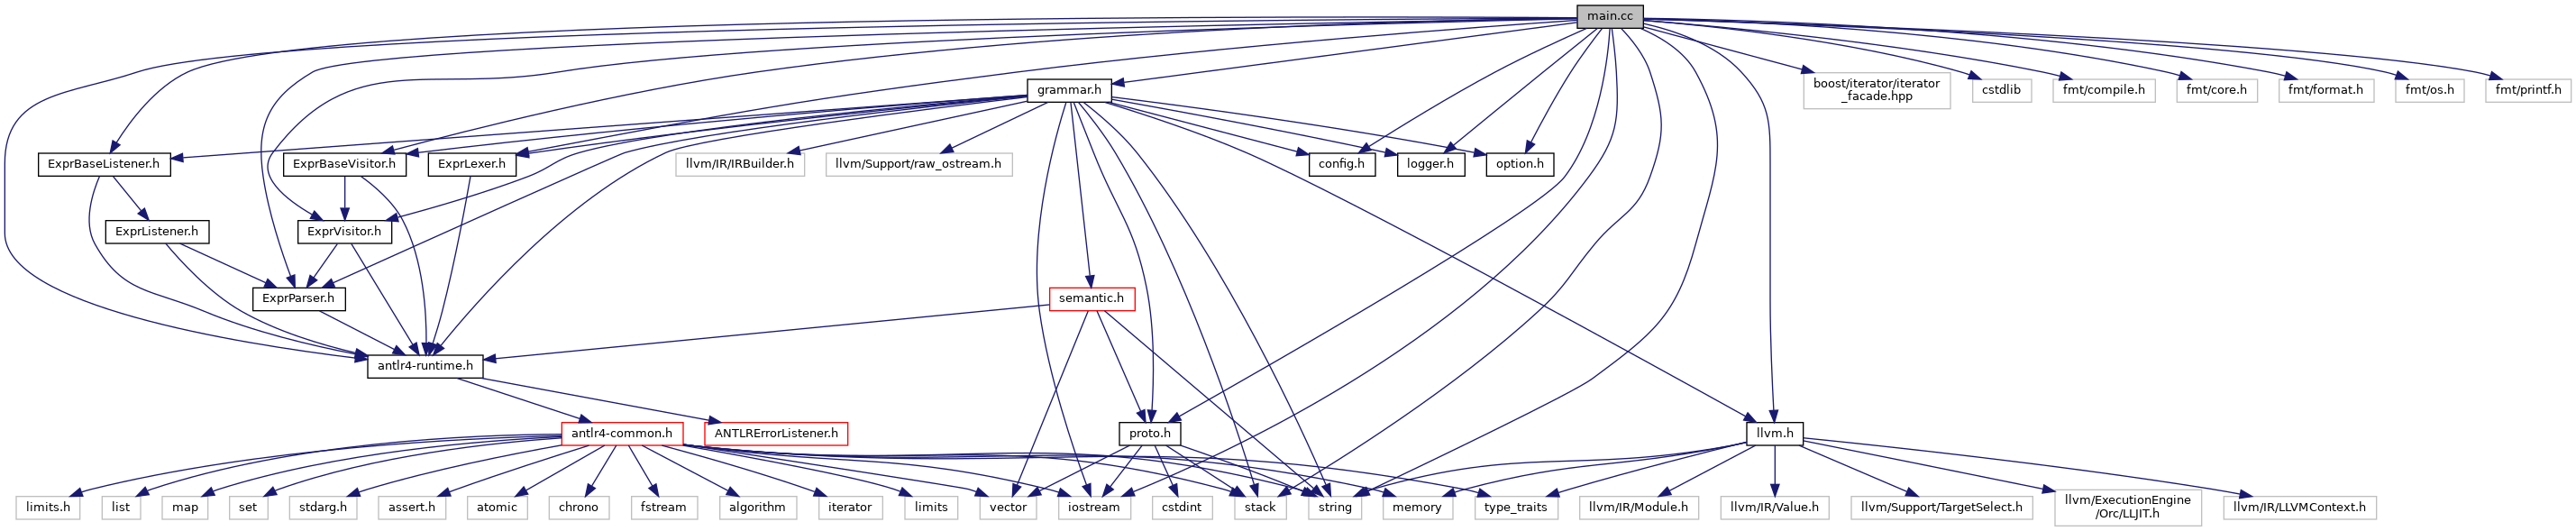 main.cc
grammar.h
boost/iterator/iterator
_facade.hpp
cstdlib
fmt/compile.h
fmt/core.h
fmt/format.h
fmt/os.h
fmt/printf.h
ExprBaseListener.h
ExprBaseVisitor.h
ExprLexer.h
llvm/IR/IRBuilder.h
llvm/Support/raw_ostream.h
config.h
logger.h
option.h
ExprListener.h
ExprVisitor.h
ExprParser.h
semantic.h
antlr4-runtime.h
antlr4-common.h
ANTLRErrorListener.h
proto.h
llvm.h
limits.h
list
map
set
stdarg.h
assert.h
atomic
chrono
fstream
algorithm
iterator
limits
vector
iostream
cstdint
stack
string
memory
type_traits
llvm/IR/Module.h
llvm/IR/Value.h
llvm/Support/TargetSelect.h
llvm/ExecutionEngine
/Orc/LLJIT.h
llvm/IR/LLVMContext.h